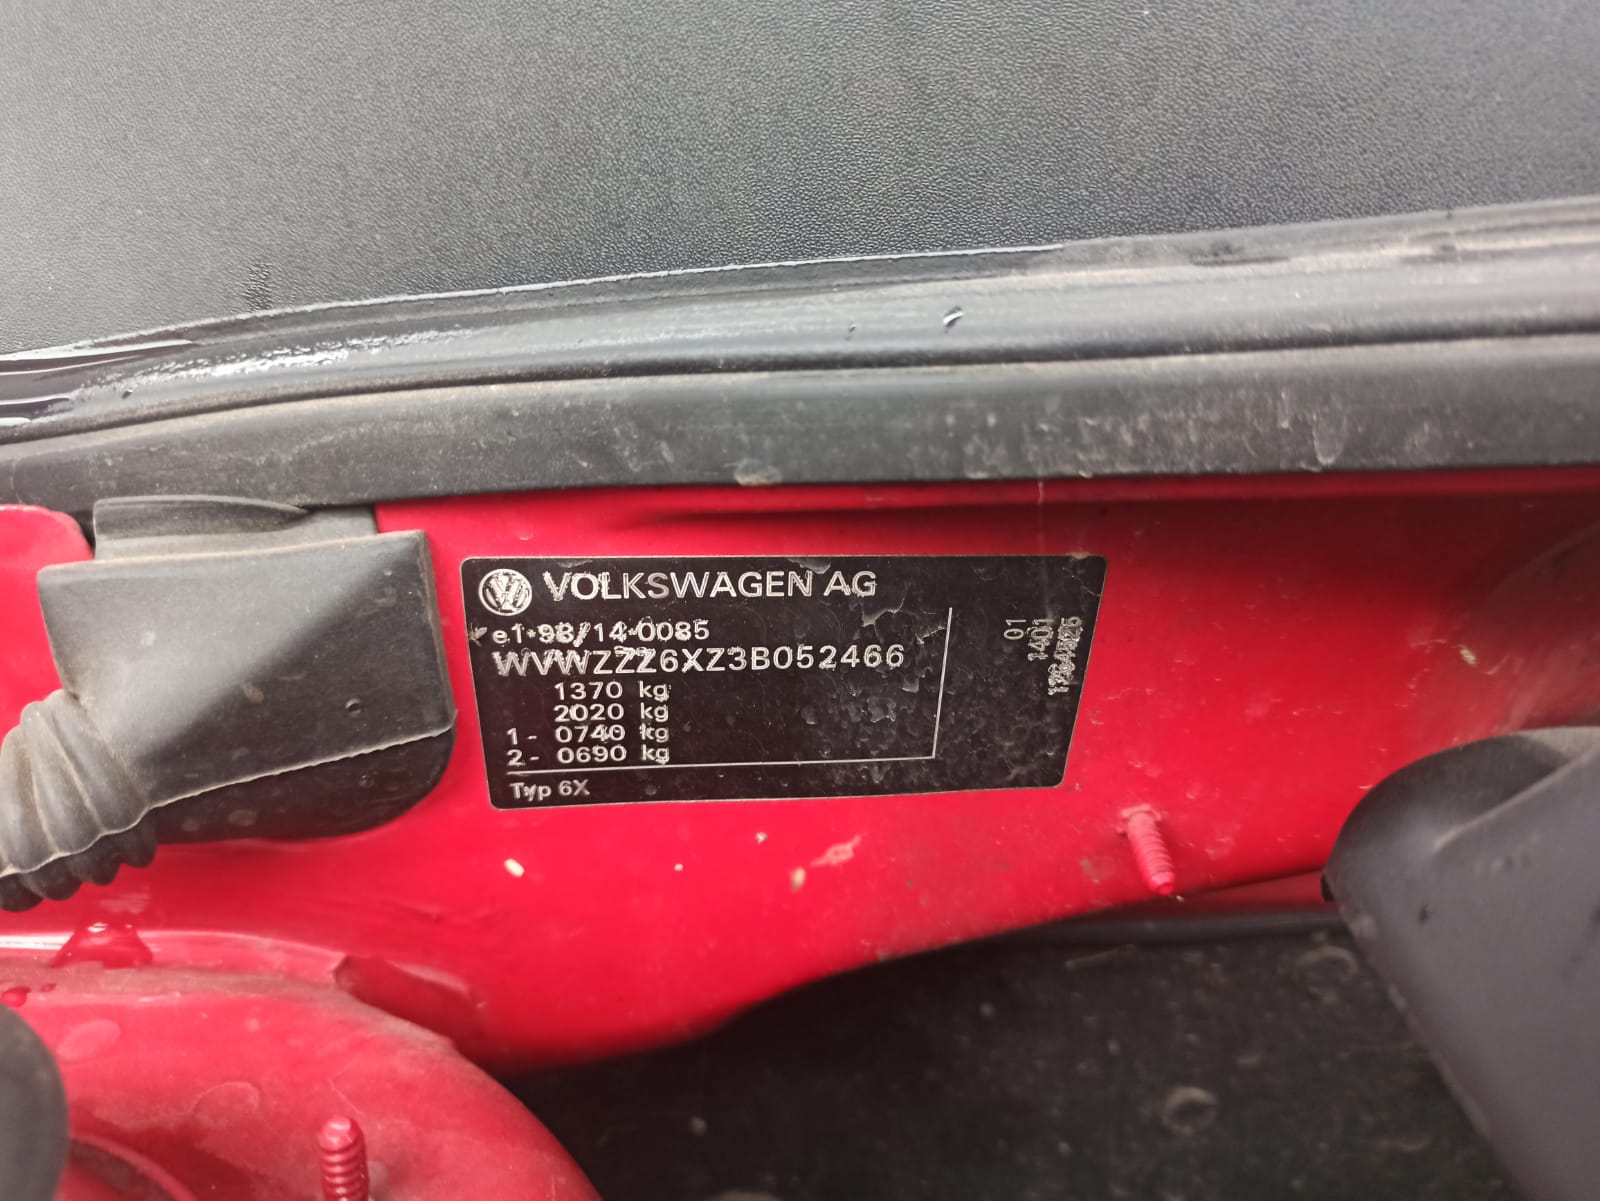 VOLKSWAGEN AG
e1*98/14*0085
WVWZZZ6XZ3B052466
1370 kg
2020 kg
1- 0740 kg
2- 0690 kg
Typ 6X
01
1401